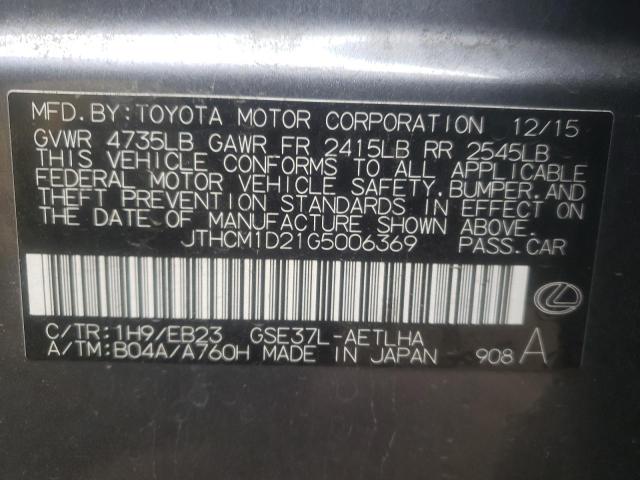 MFD. BY: TOYOTA MOTOR CORPORATION 12/15
GVWR 4735LB GAWR FR 2415LB RR 2545LB
THIS VEHICLE CONFORMS TO ALL APPLICABLE
FEDERAL MOTOR VEHICLE SAFETY, BUMPER, AND
THEFT PREVENTION STANDARDS IN EFFECT ON
THE DATE OF MANUFACTURE SHOWN ABOVE.
JTHCM1D21G5006369 PASS. CAR
C/TR: 1H9/EB23 GSE37L-AETLHA
A/TM: B04A/A760H MADE IN JAPAN 908 A